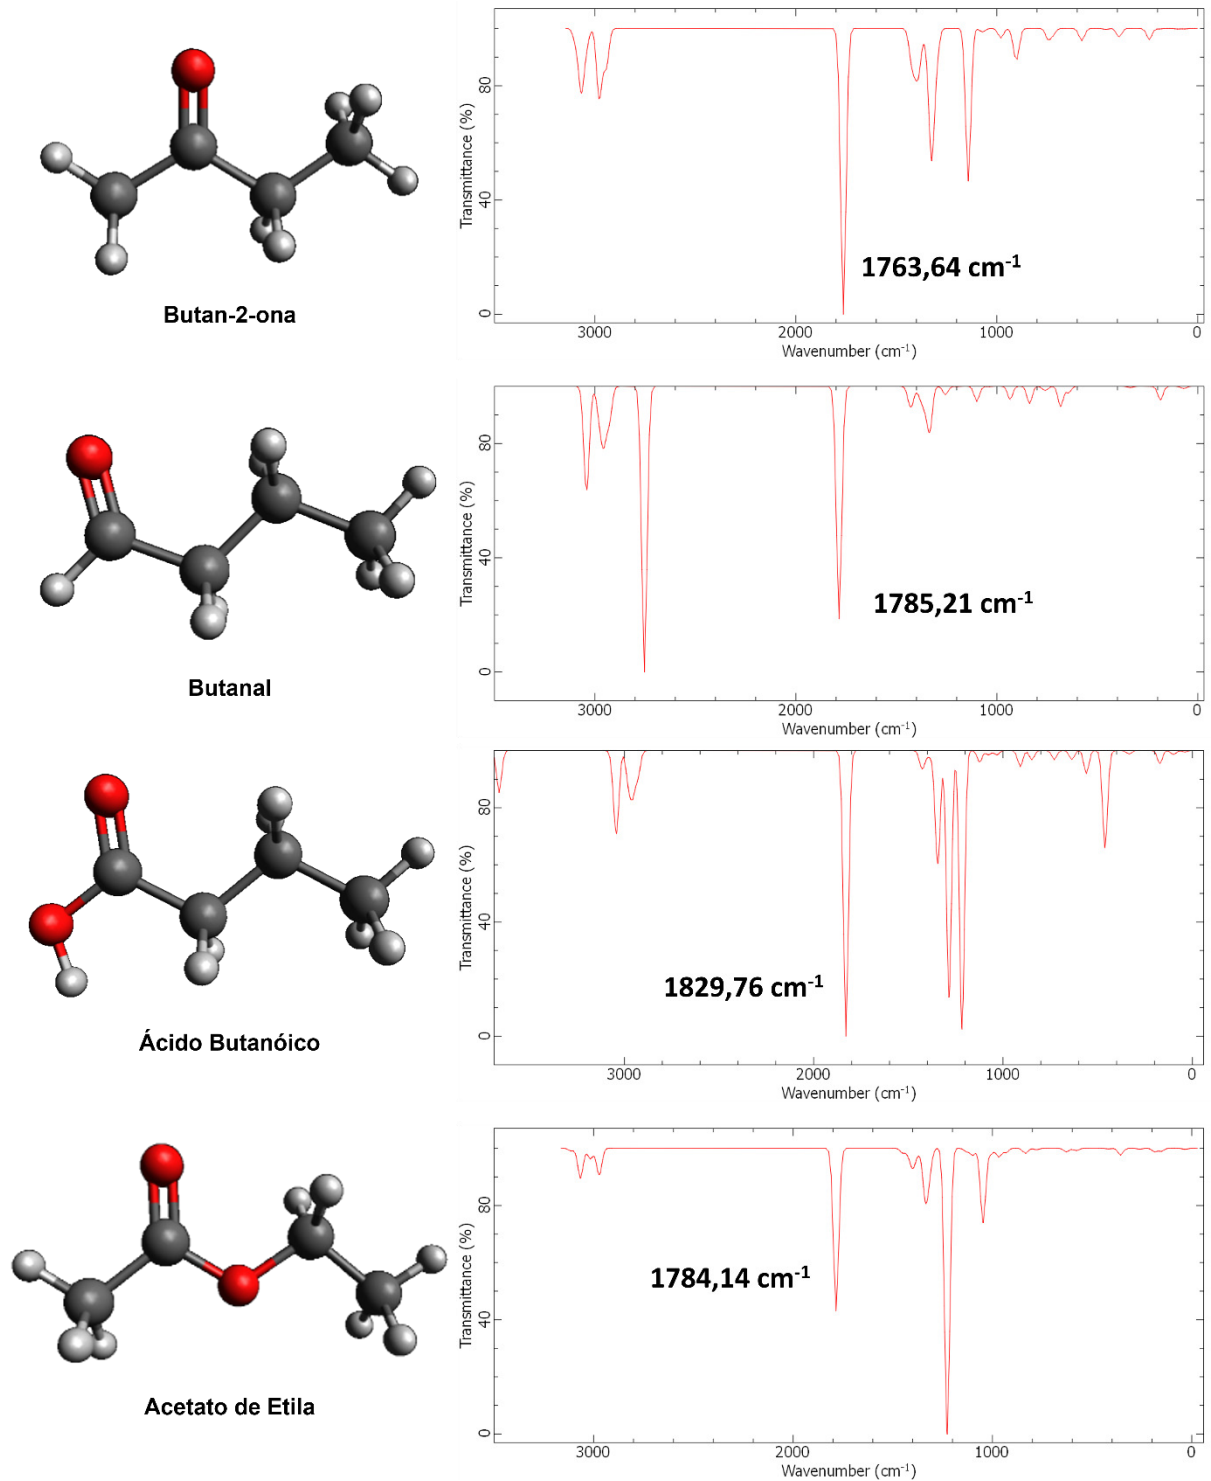 Transmittance (%)
80
40
0
1763,64 cm-1
3000
2000
1000
0
Wavenumber (cm-1)
Butan-2-ona
Transmittance (%)
80
40
0
1785,21 cm-1
3000
2000
1000
0
Wavenumber (cm-1)
Butanal
Transmittance (%)
80
40
0
1829,76 cm-1
3000
2000
1000
0
Wavenumber (cm-1)
Ácido Butanóico
Transmittance (%)
80
40
0
1784,14 cm-1
3000
2000
1000
0
Wavenumber (cm-1)
Acetato de Etila